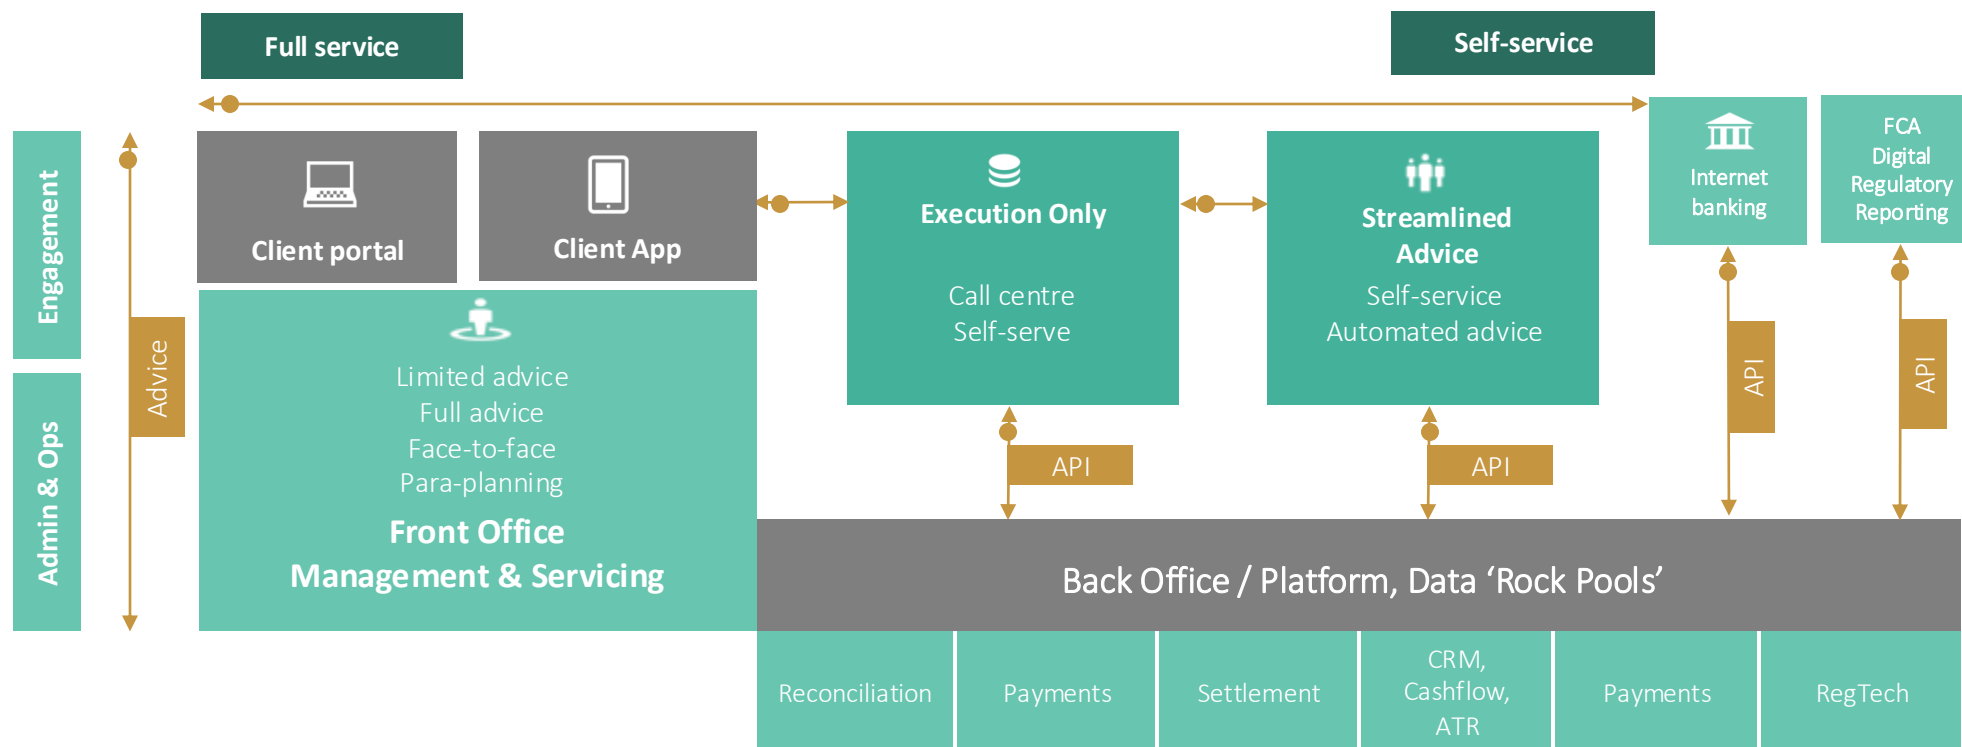 Full service
Self-service
Engagement
Admin & Ops
Advice
Client portal
Client App
Limited advice
Full advice
Face-to-face
Para-planning
Front Office
Management & Servicing
Execution Only
Call centre
Self-serve
API
Streamlined
Advice
Self-service
Automated advice
API
Internet
banking
API
FCA
Digital
Regulatory
Reporting
API
Back Office / Platform, Data ‘Rock Pools’
Reconciliation
Payments
Settlement
CRM,
Cashflow,
ATR
Payments
RegTech